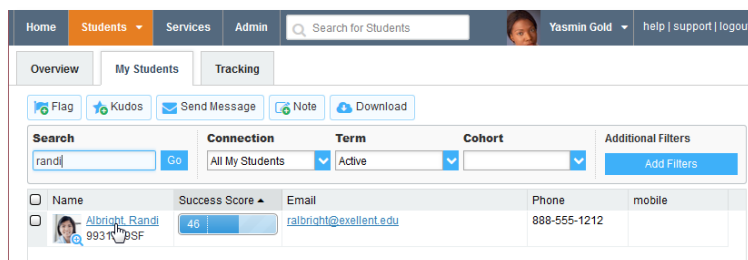 Home Students Services Admin Search for Students Yasmin Gold help | support | logout
Overview My Students Tracking
Flag Kudos Send Message Note Download
Search Connection Term Cohort Additional Filters
randi Go All My Students Active Add Filters
Name Success Score Email Phone mobile
Albright, Randi 46 ralbright@exellent.edu 888-555-1212